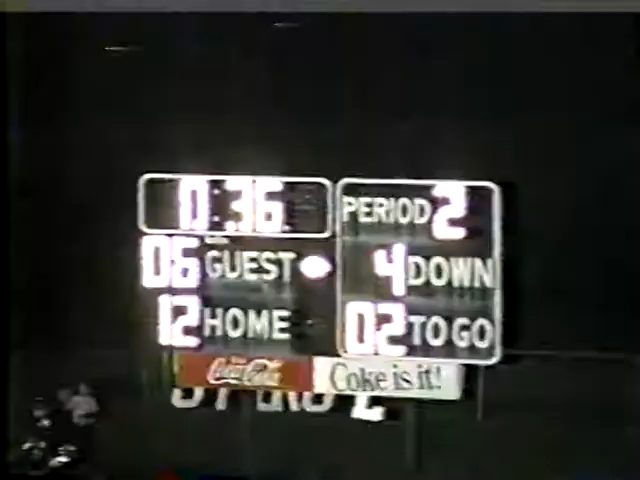 0:36 PERIOD 2
06 GUEST 4 DOWN
12 HOME 02 TO GO
Coca-Cola Coke is it!